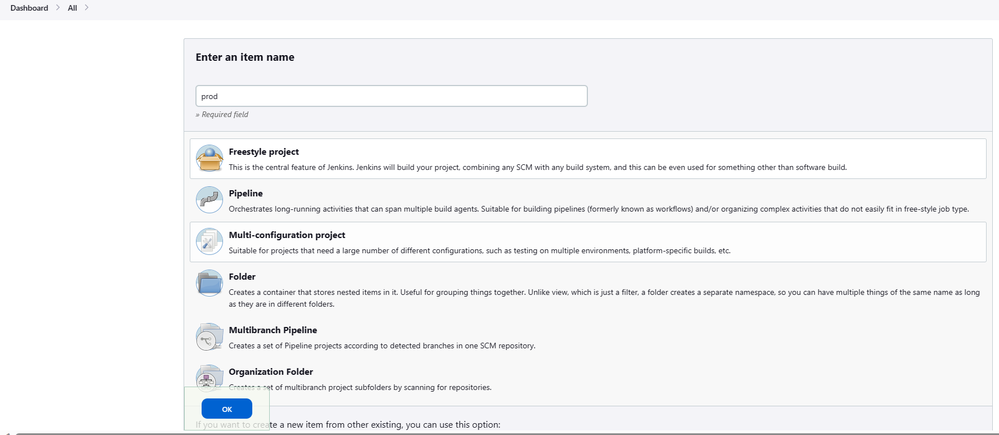 Dashboard > All >
Enter an item name
prod
» Required field
Freestyle project
This is the central feature of Jenkins. Jenkins will build your project, combining any SCM with any build system, and this can be even used for something other than software build.
Pipeline
Orchestrates long-running activities that can span multiple build agents. Suitable for building pipelines (formerly known as workflows) and/or organizing complex activities that do not easily fit in free-style job type.
Multi-configuration project
Suitable for projects that need a large number of different configurations, such as testing on multiple environments, platform-specific builds, etc.
Folder
Creates a container that stores nested items in it. Useful for grouping things together. Unlike view, which is just a filter, a folder creates a separate namespace, so you can have multiple things of the same name as long
as they are in different folders.
Multibranch Pipeline
Creates a set of Pipeline projects according to detected branches in one SCM repository.
Organization Folder
Creates a set of multibranch project subfolders by scanning for repositories.
OK
If you want to create a new item from other existing, you can use this option: